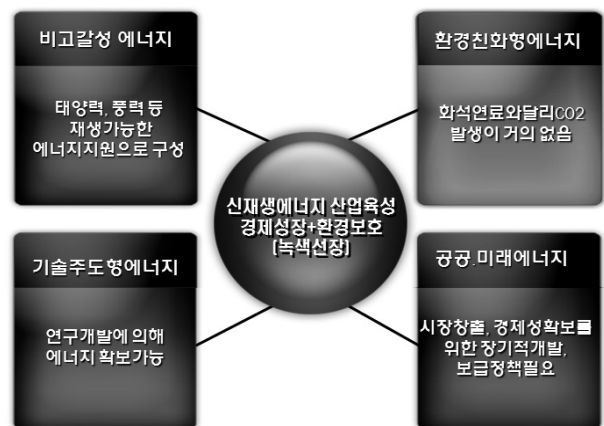 비고갈성 에너지
태양력, 풍력 등
재생가능한
에너지지원으로 구성
환경친화형에너지
화석연료와달리CO2
발생이 거의 없음
신재생에너지 산업육성
경제성장+환경보호
(녹색선장)
기술주도형에너지
연구개발에 의해
에너지 확보가능
공공.미래에너지
시장창출, 경제성확보를
위한 장기적개발,
보급정책필요